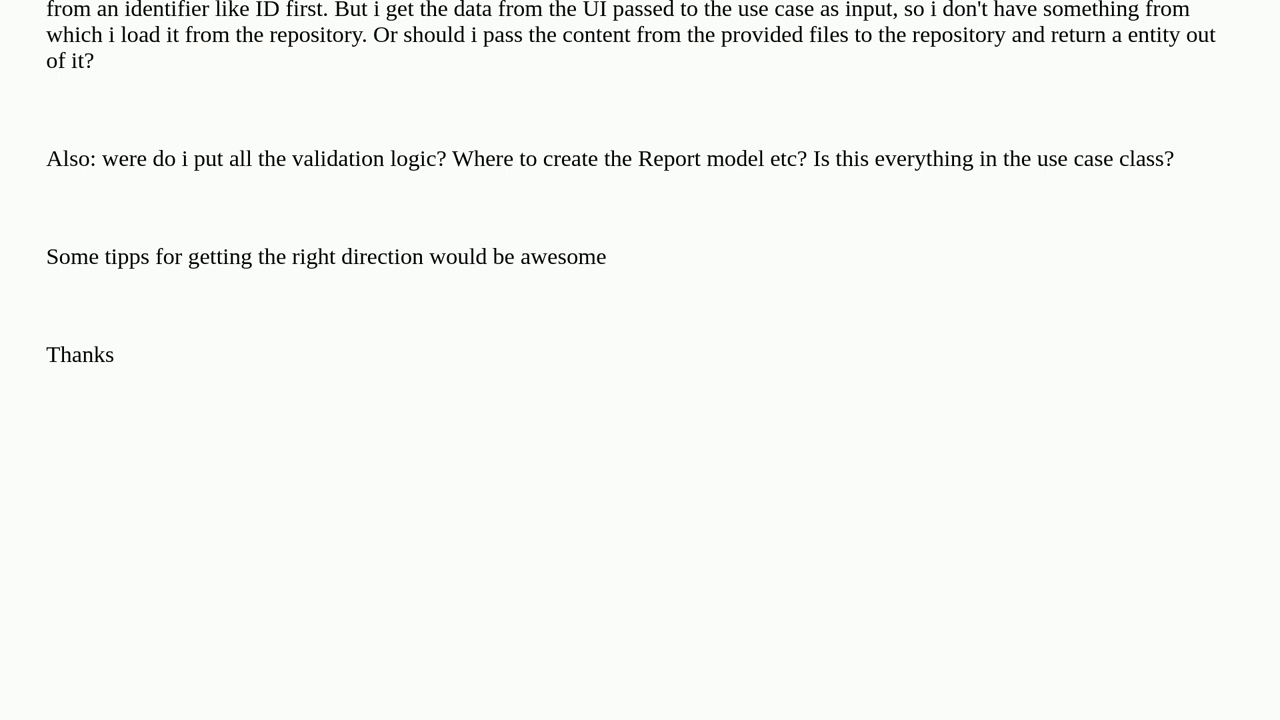 from an identifier like ID first. But i get the data from the UI passed to the use case as input, so i don't have something from
which i load it from the repository. Or should i pass the content from the provided files to the repository and return a entity out
of it?
Also: were do i put all the validation logic? Where to create the Report model etc? Is this everything in the use case class?
Some tipps for getting the right direction would be awesome
Thanks